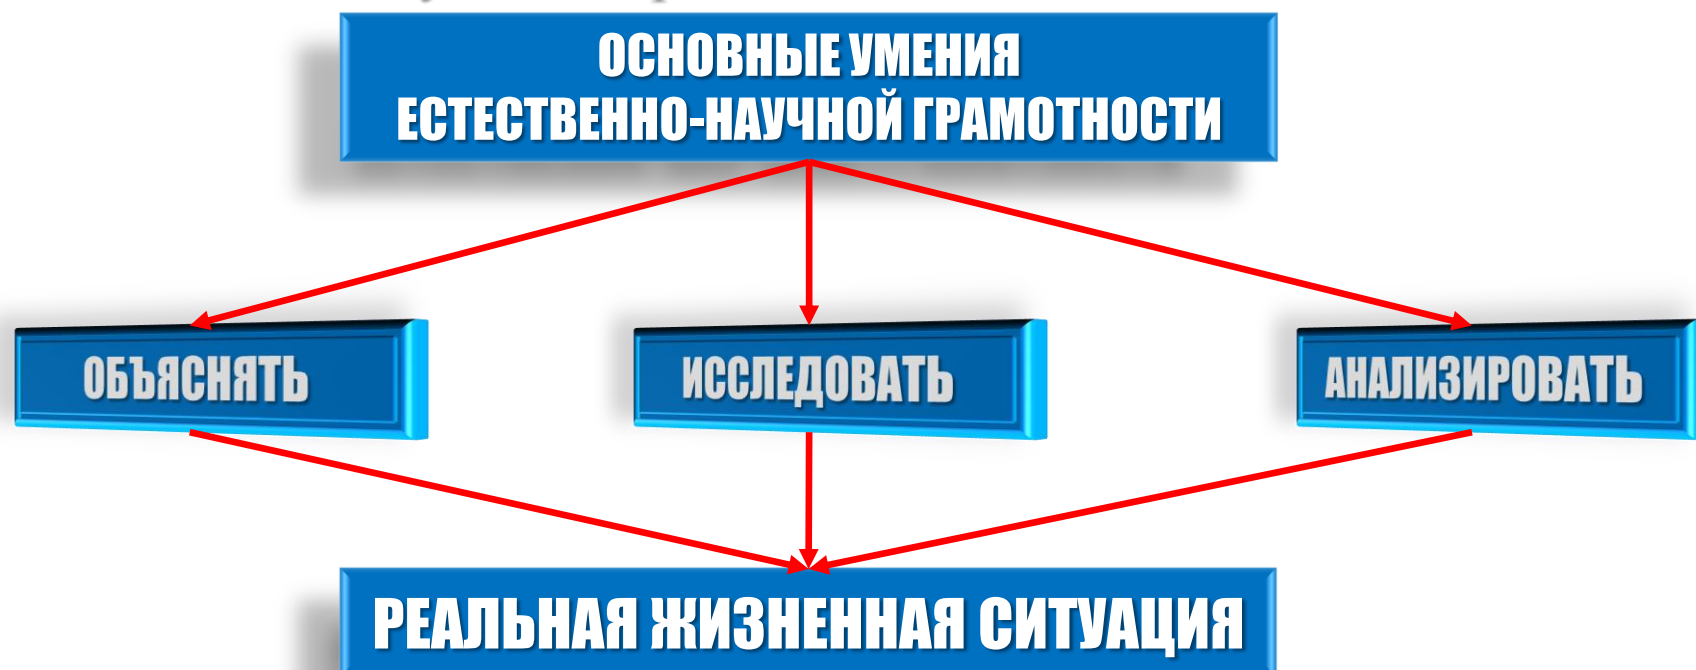 ОСНОВНЫЕ УМЕНИЯ
ЕСТЕСТВЕННО-НАУЧНОЙ ГРАМОТНОСТИ
ОБЪЯСНЯТЬ
ИССЛЕДОВАТЬ
АНАЛИЗИРОВАТЬ
РЕАЛЬНАЯ ЖИЗНЕННАЯ СИТУАЦИЯ